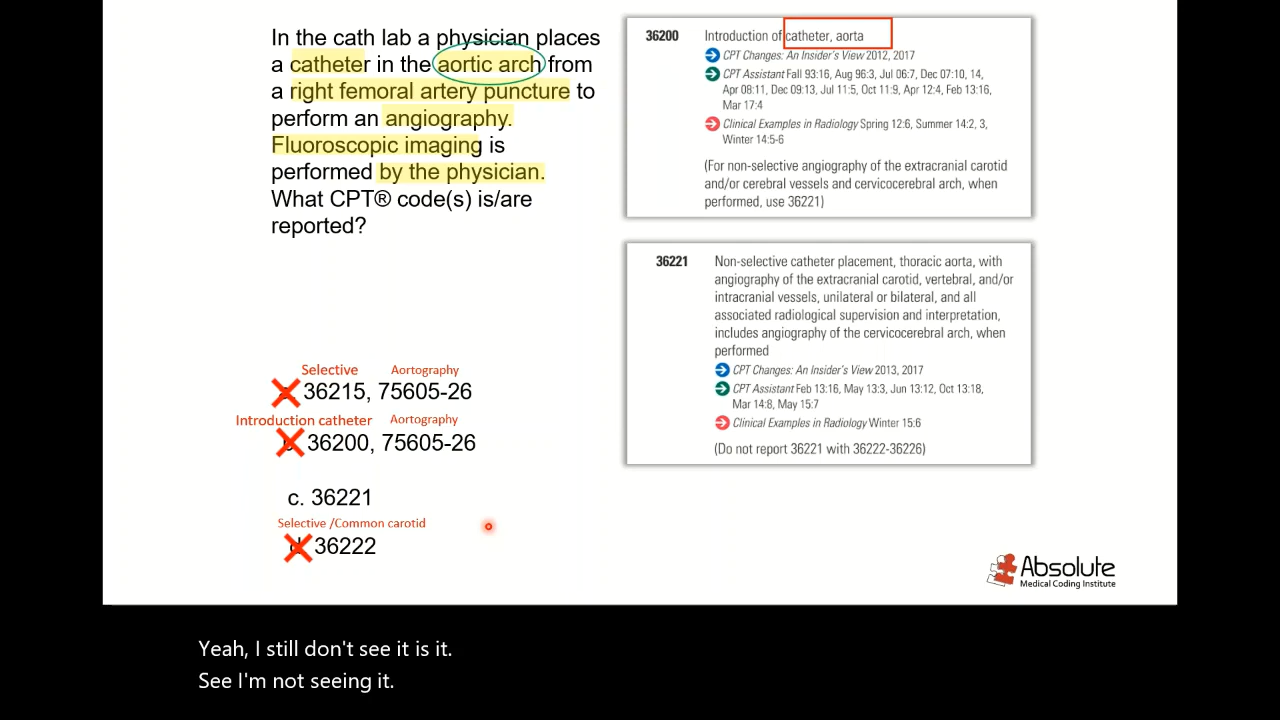 In the cath lab a physician places
a catheter in the aortic arch from
a right femoral artery puncture to
perform an angiography.
Fluoroscopic imaging is
performed by the physician.
What CPT® code(s) is/are
reported?
Selective Aortography
36215, 75605-26
Introduction catheter Aortography
36200, 75605-26
c. 36221
Selective /Common carotid
36222
36200 Introduction of catheter, aorta
CPT Changes: An Insider's View 2012, 2017
CPT Assistant Fall 93:16, Aug 96:3, Jul 06:7, Dec 07:10, 14,
Apr 08:11, Dec 09:13, Jul 11:5, Oct 11:9, Apr 12:4, Feb 13:16,
Mar 17:4
Clinical Examples in Radiology Spring 12:6, Summer 14:2, 3,
Winter 14:5-6
(For non-selective angiography of the extracranial carotid
and/or cerebral vessels and cervicocerebral arch, when
performed, use 36221)
36221 Non-selective catheter placement, thoracic aorta, with
angiography of the extracranial carotid, vertebral, and/or
intracranial vessels, unilateral or bilateral, and all
associated radiological supervision and interpretation,
includes angiography of the cervicocerebral arch, when
performed
CPT Changes: An Insider's View 2013, 2017
CPT Assistant Feb 13:16, May 13:3, Jun 13:12, Oct 13:18,
Mar 14:8, May 15:7
Clinical Examples in Radiology Winter 15:6
(Do not report 36221 with 36222-36226)
Absolute
Medical Coding Institute
Yeah, I still don't see it is it.
See I'm not seeing it.